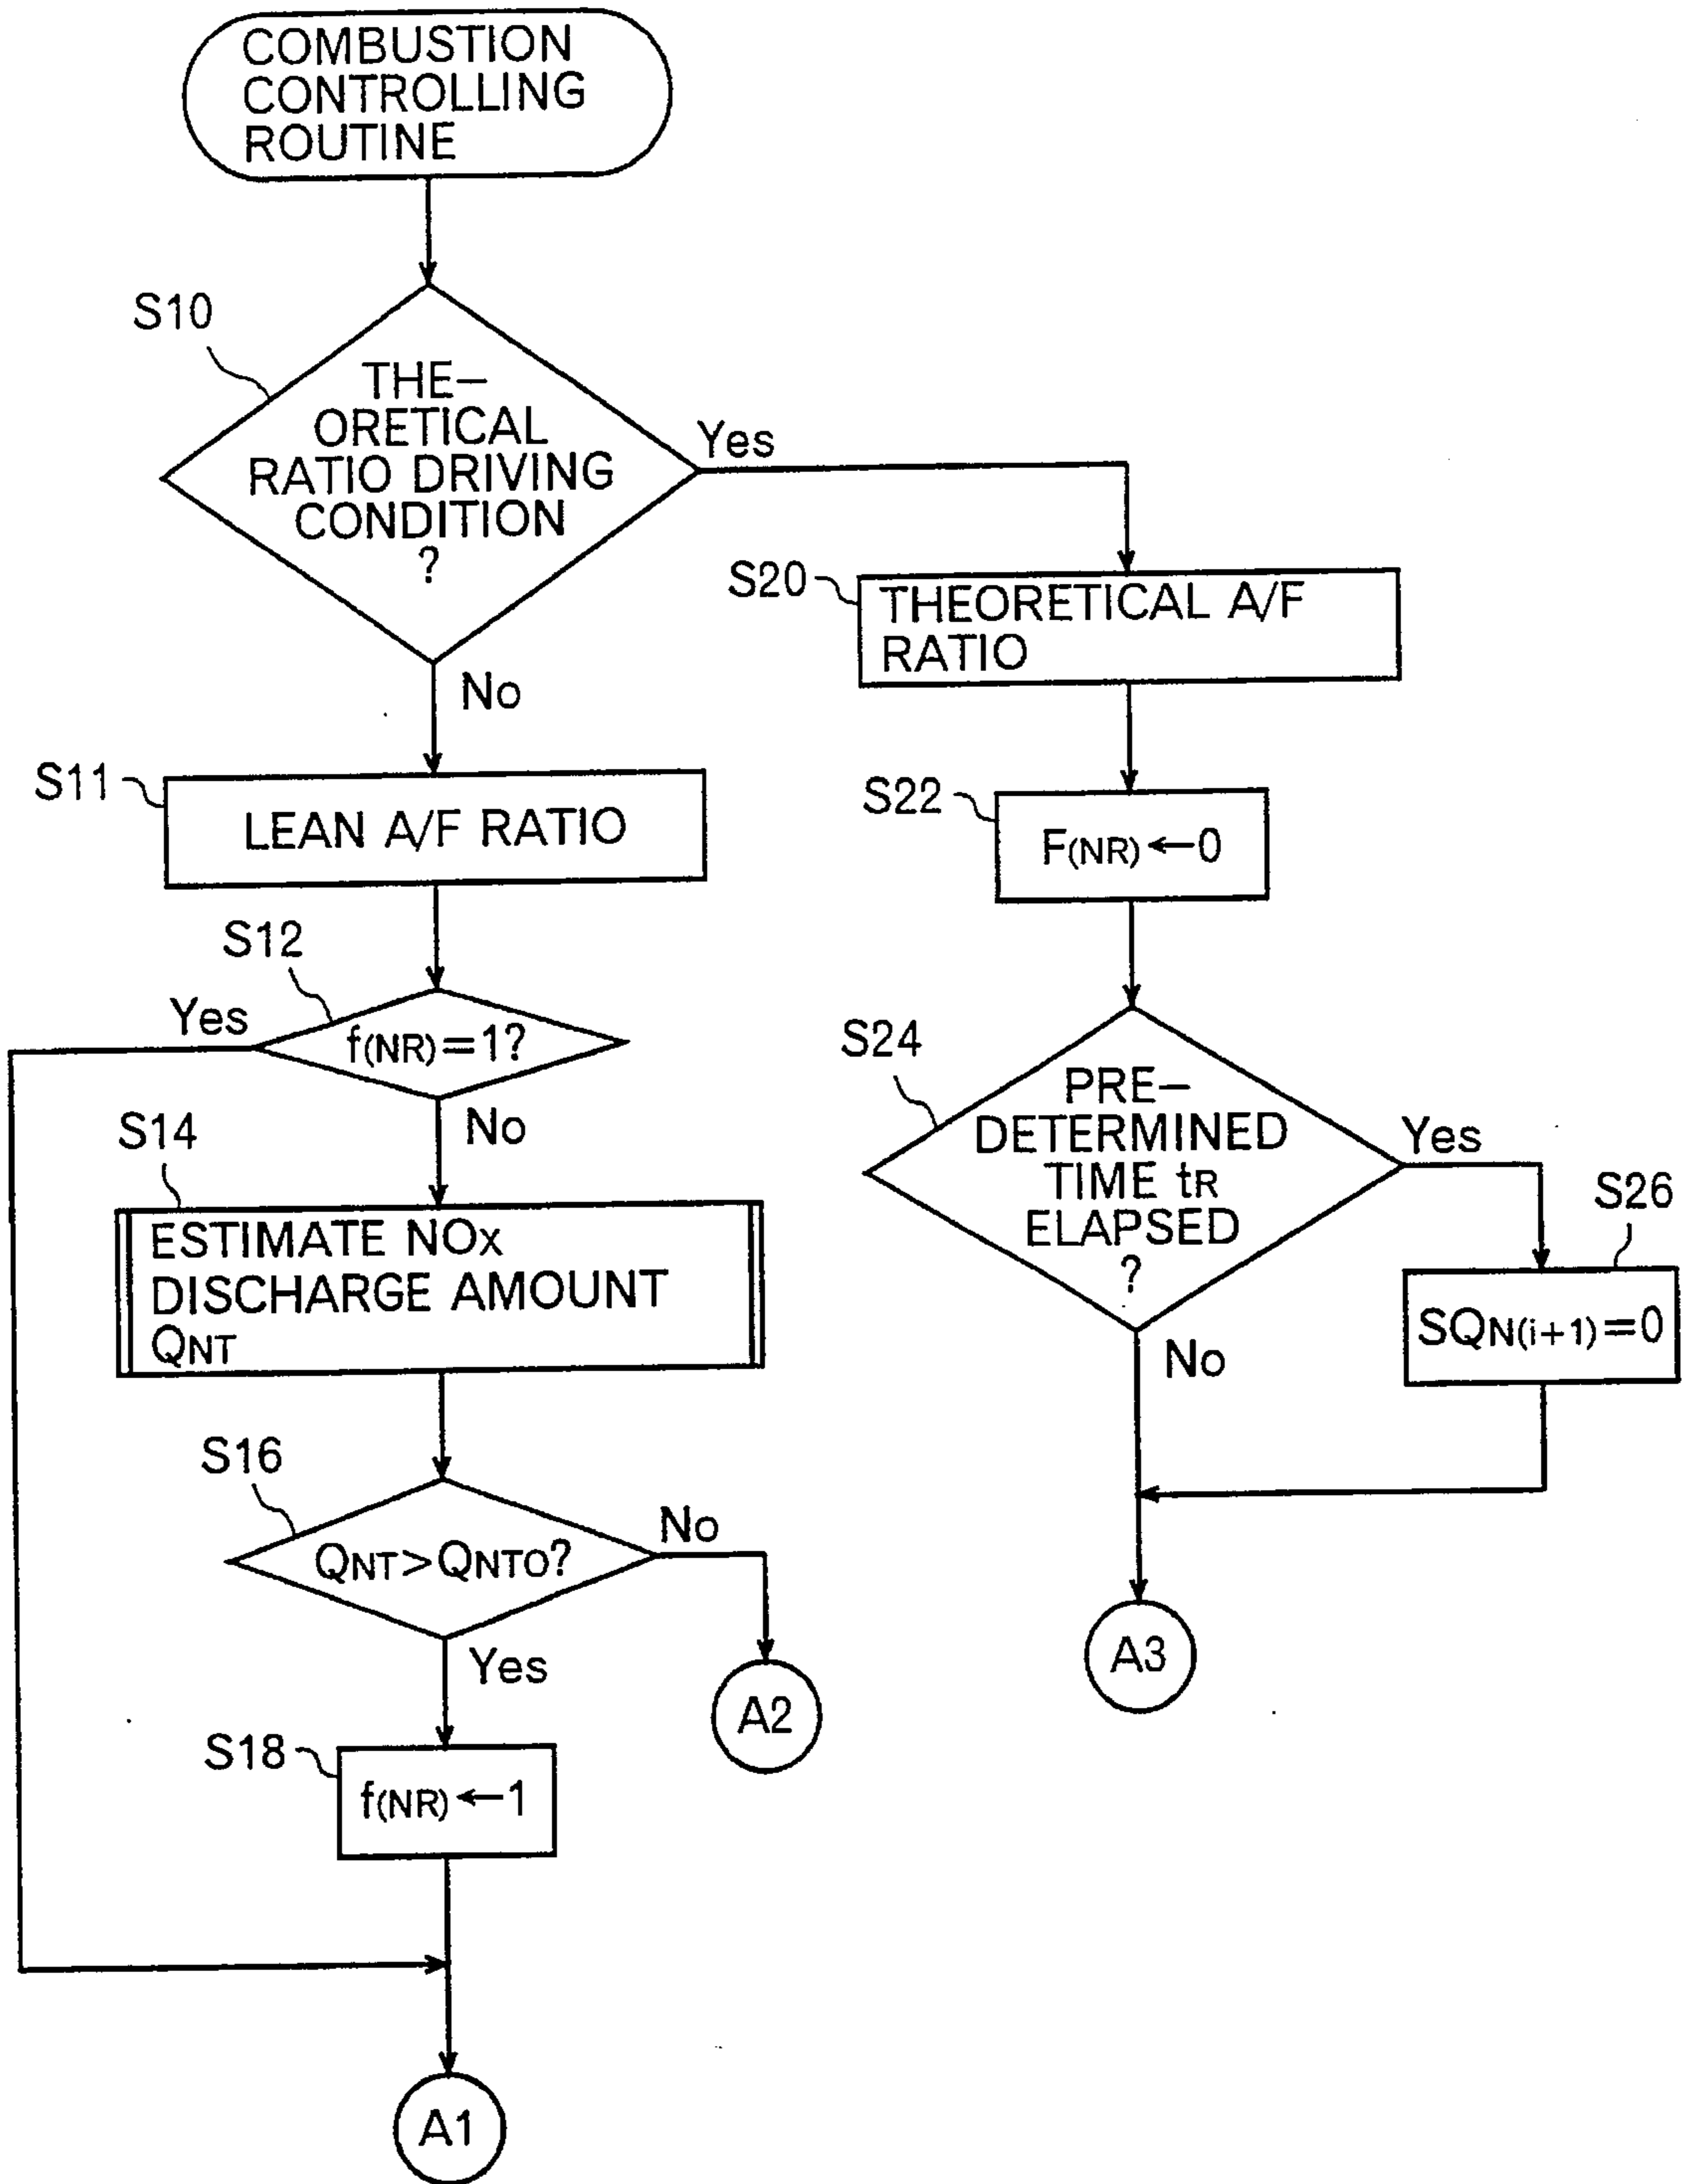 COMBUSTION
CONTROLLING
ROUTINE
S10
THE-
ORETICAL
RATIO DRIVING
CONDITION
?
Yes
No
S20
THEORETICAL A/F
RATIO
S11
LEAN A/F RATIO
S22
F(NR)←0
S12
Yes
f(NR)=1?
No
S24
PRE-
DETERMINED
TIME tR
ELAPSED
?
Yes
No
S26
SQN(i+1)=0
S14
ESTIMATE NOx
DISCHARGE AMOUNT
QNT
S16
QNT>QNTO?
No
Yes
A2
A3
S18
f(NR)←1
A1